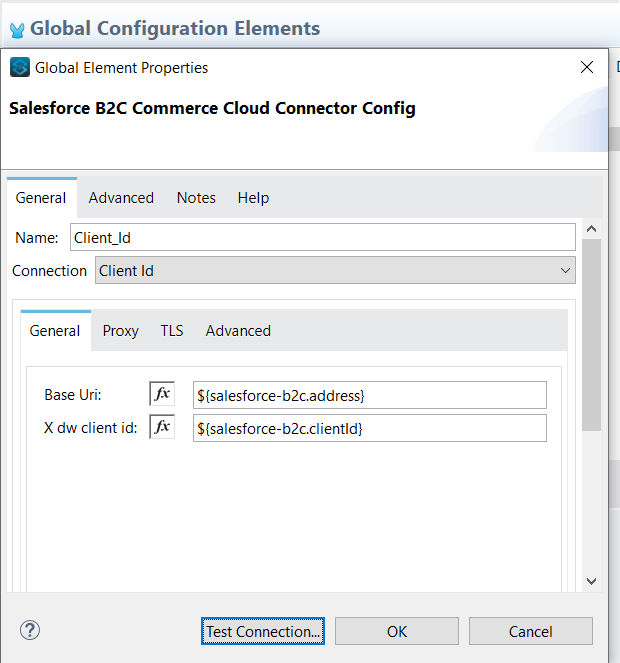 Global Configuration Elements
Global Element Properties
Salesforce B2C Commerce Cloud Connector Config
General Advanced Notes Help
Name: Client_Id
Connection Client Id
General Proxy TLS Advanced
Base Uri: fx ${salesforce-b2c.address}
X dw client id: fx ${salesforce-b2c.clientId}
? Test Connection... OK Cancel